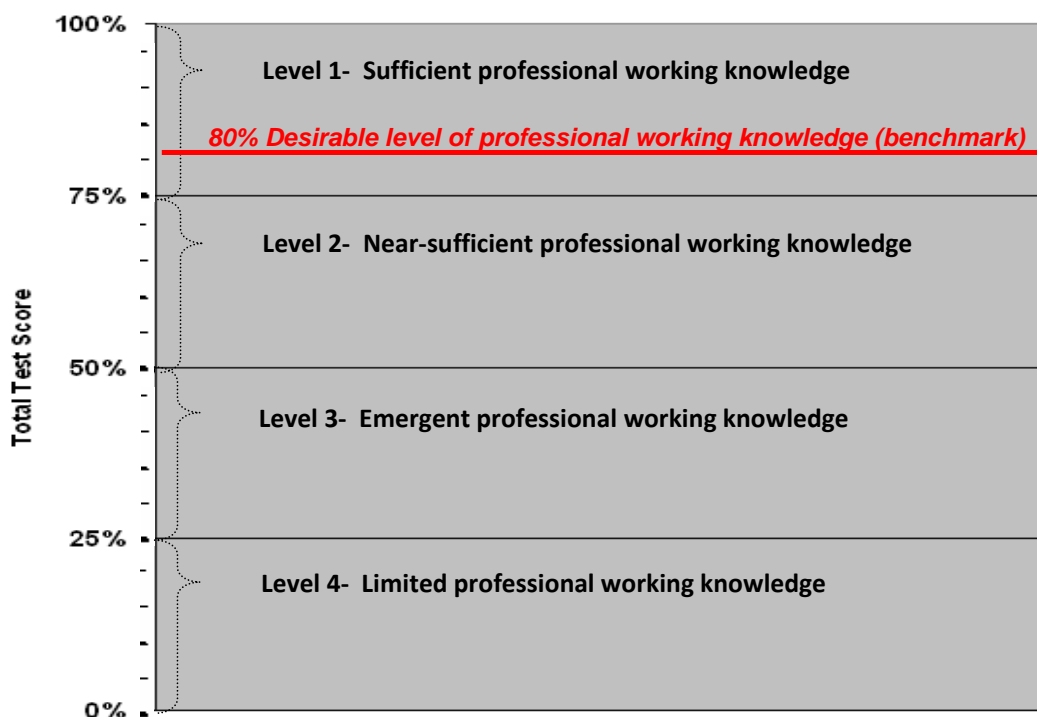 100%
Level 1- Sufficient professional working knowledge
80% Desirable level of professional working knowledge (benchmark)
75%
Level 2- Near-sufficient professional working knowledge
Total Test Score
50%
Level 3- Emergent professional working knowledge
25%
Level 4- Limited professional working knowledge
0%